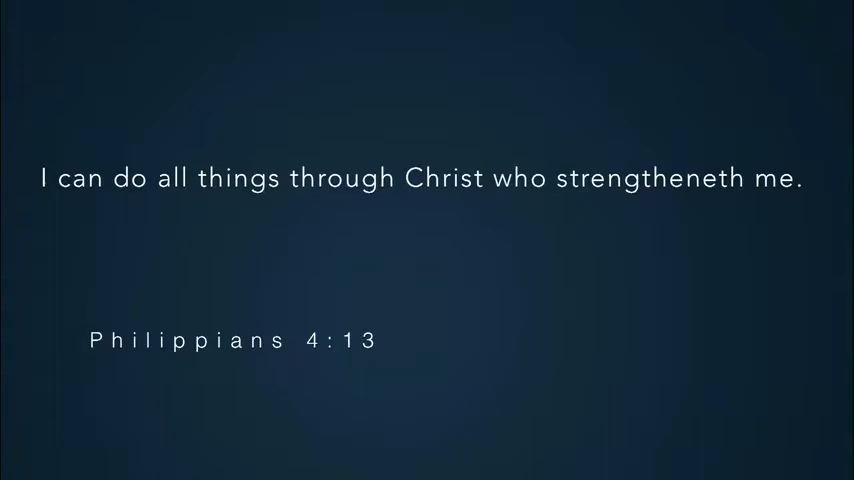 I can do all things through Christ who strengtheneth me.
Philippians 4:13